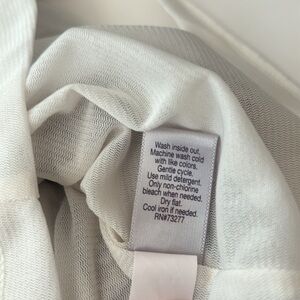 Wash inside out.
Machine wash cold
with like colors.
Gentle cycle.
Use mild detergent.
Only non-chlorine
bleach when needed.
Dry flat.
Cool iron if needed.
RN#73277